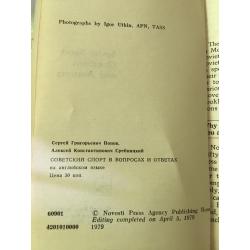 Photographs by Igor Utkin, APN, TASS
Сергей Григорьевич Попов,
Алексей Константинович Сребницкий
СОВЕТСКИЙ СПОРТ В ВОПРОСАХ И ОТВЕТАХ
на английском языке
Цена 30 коп.
60901
© Novosti Press Agency Publishing House
Editing completed on April 5, 1979
4201010000
1979